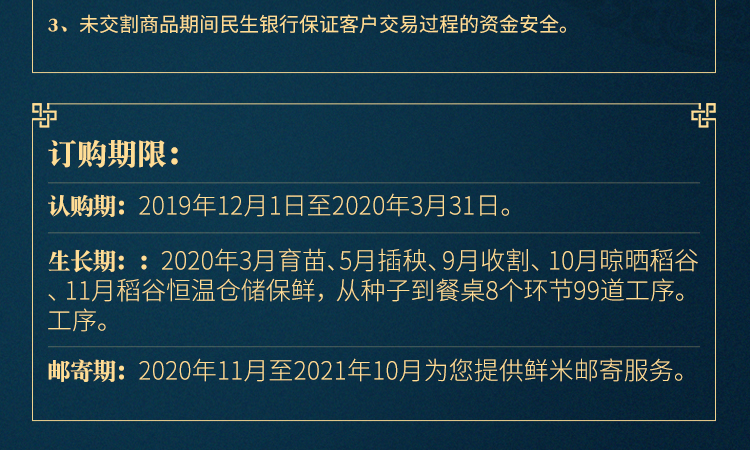 3、未交割商品期间民生银行保证客户交易过程的资金安全。
订购期限：
认购期：2019年12月1日至2020年3月31日。
生长期：：2020年3月育苗、5月插秧、9月收割、10月晾晒稻谷
、11月稻谷恒温仓储保鲜，从种子到餐桌8个环节99道工序。
工序。
邮寄期：2020年11月至2021年10月为您提供鲜米邮寄服务。